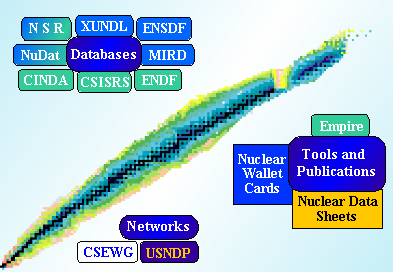 N S R
XUNDL
ENSDF
NuDat
Databases
MIRD
CINDA
CSISRS
ENDF
Empire
Nuclear
Wallet
Cards
Tools and
Publications
Nuclear Data
Sheets
Networks
CSEWG
USNDP